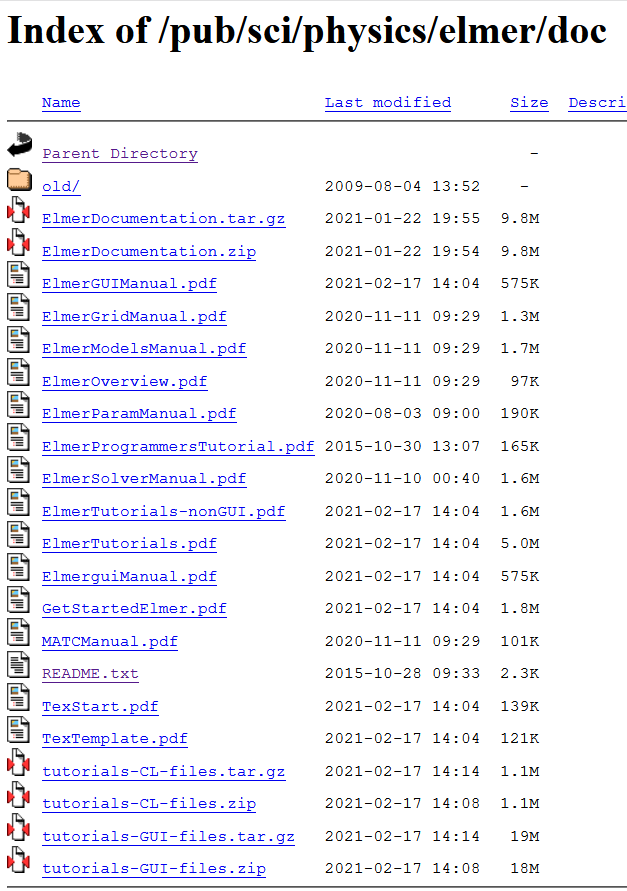 Index of /pub/sci/physics/elmer/doc
Name Last modified Size Descri
Parent Directory -
old/ 2009-08-04 13:52 -
ElmerDocumentation.tar.gz 2021-01-22 19:55 9.8M
ElmerDocumentation.zip 2021-01-22 19:54 9.8M
ElmerGUIManual.pdf 2021-02-17 14:04 575K
ElmerGridManual.pdf 2020-11-11 09:29 1.3M
ElmerModelsManual.pdf 2020-11-11 09:29 1.7M
ElmerOverview.pdf 2020-11-11 09:29 97K
ElmerParamManual.pdf 2020-08-03 09:00 190K
ElmerProgrammersTutorial.pdf 2015-10-30 13:07 165K
ElmerSolverManual.pdf 2020-11-10 00:40 1.6M
ElmerTutorials-nonGUI.pdf 2021-02-17 14:04 1.6M
ElmerTutorials.pdf 2021-02-17 14:04 5.0M
ElmerguiManual.pdf 2021-02-17 14:04 575K
GetStartedElmer.pdf 2021-02-17 14:04 1.8M
MATCManual.pdf 2020-11-11 09:29 101K
README.txt 2015-10-28 09:33 2.3K
TexStart.pdf 2021-02-17 14:04 139K
TexTemplate.pdf 2021-02-17 14:04 121K
tutorials-CL-files.tar.gz 2021-02-17 14:14 1.1M
tutorials-CL-files.zip 2021-02-17 14:08 1.1M
tutorials-GUI-files.tar.gz 2021-02-17 14:14 19M
tutorials-GUI-files.zip 2021-02-17 14:08 18M